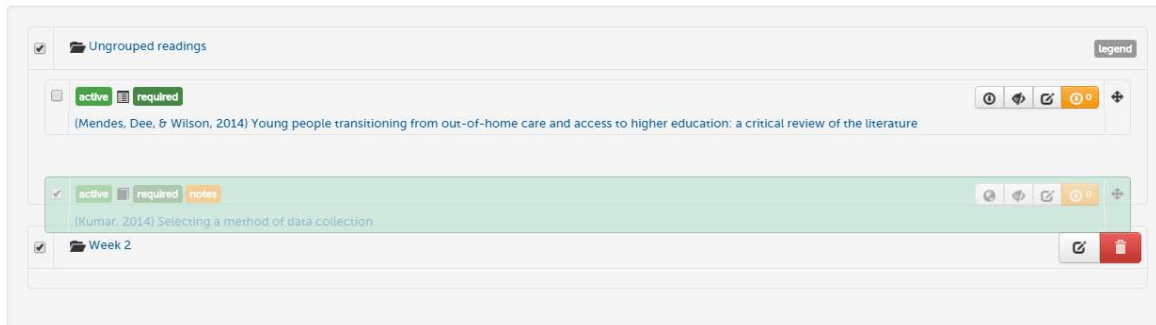 Ungrouped readings legend
active required 0
(Mendes, Dee, & Wilson, 2014) Young people transitioning from out-of-home care and access to higher education: a critical review of the literature
active required notes 0
(Kumar, 2014) Selecting a method of data collection
Week 2